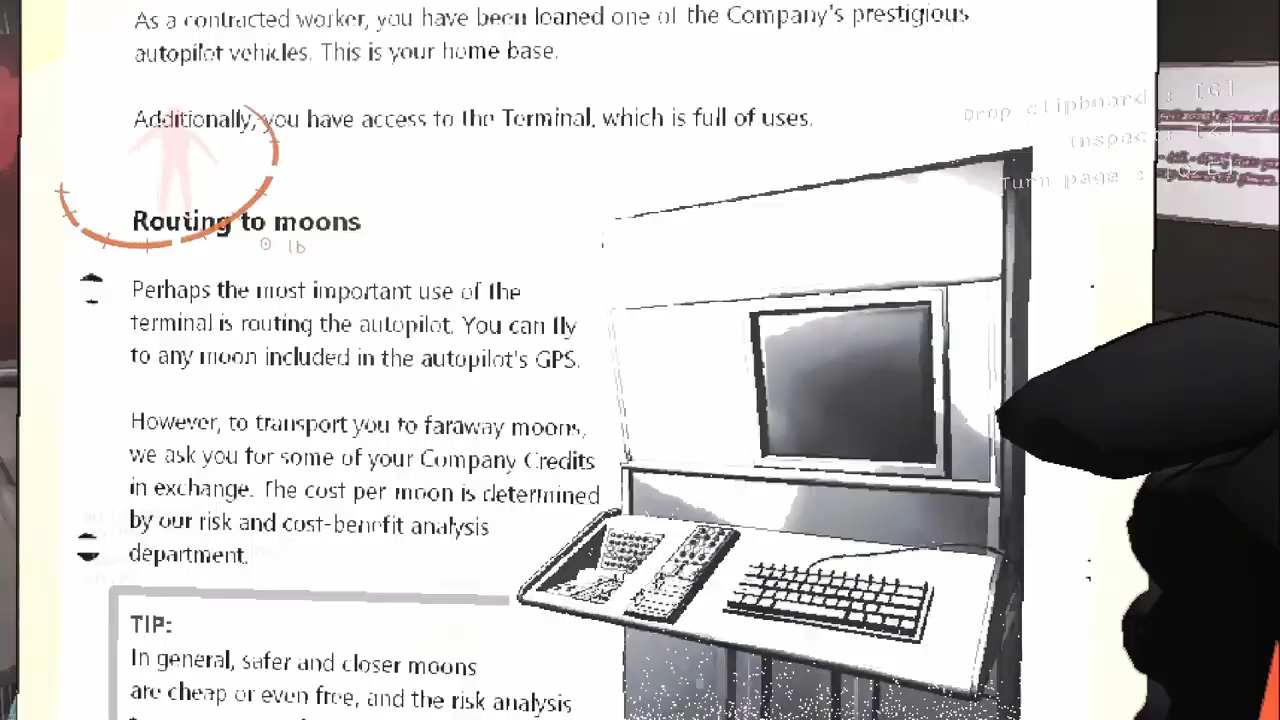 As a contracted worker, you have been loaned one of the Company's prestigious
autopilot vehicles. This is your home base.
Additionally, you have access to the Terminal, which is full of uses.
Drop clipboard : [G]
Inspect: [Z]
Turn page : [Q/E]
Routing to moons
0 lb
Perhaps the most important use of the
terminal is routing the autopilot. You can fly
to any moon included in the autopilot's GPS.
However, to transport you to faraway moons,
we ask you for some of your Company Credits
in exchange. The cost per moon is determined
by our risk and cost-benefit analysis
department.
TIP:
In general, safer and closer moons
are cheap or even free, and the risk analysis